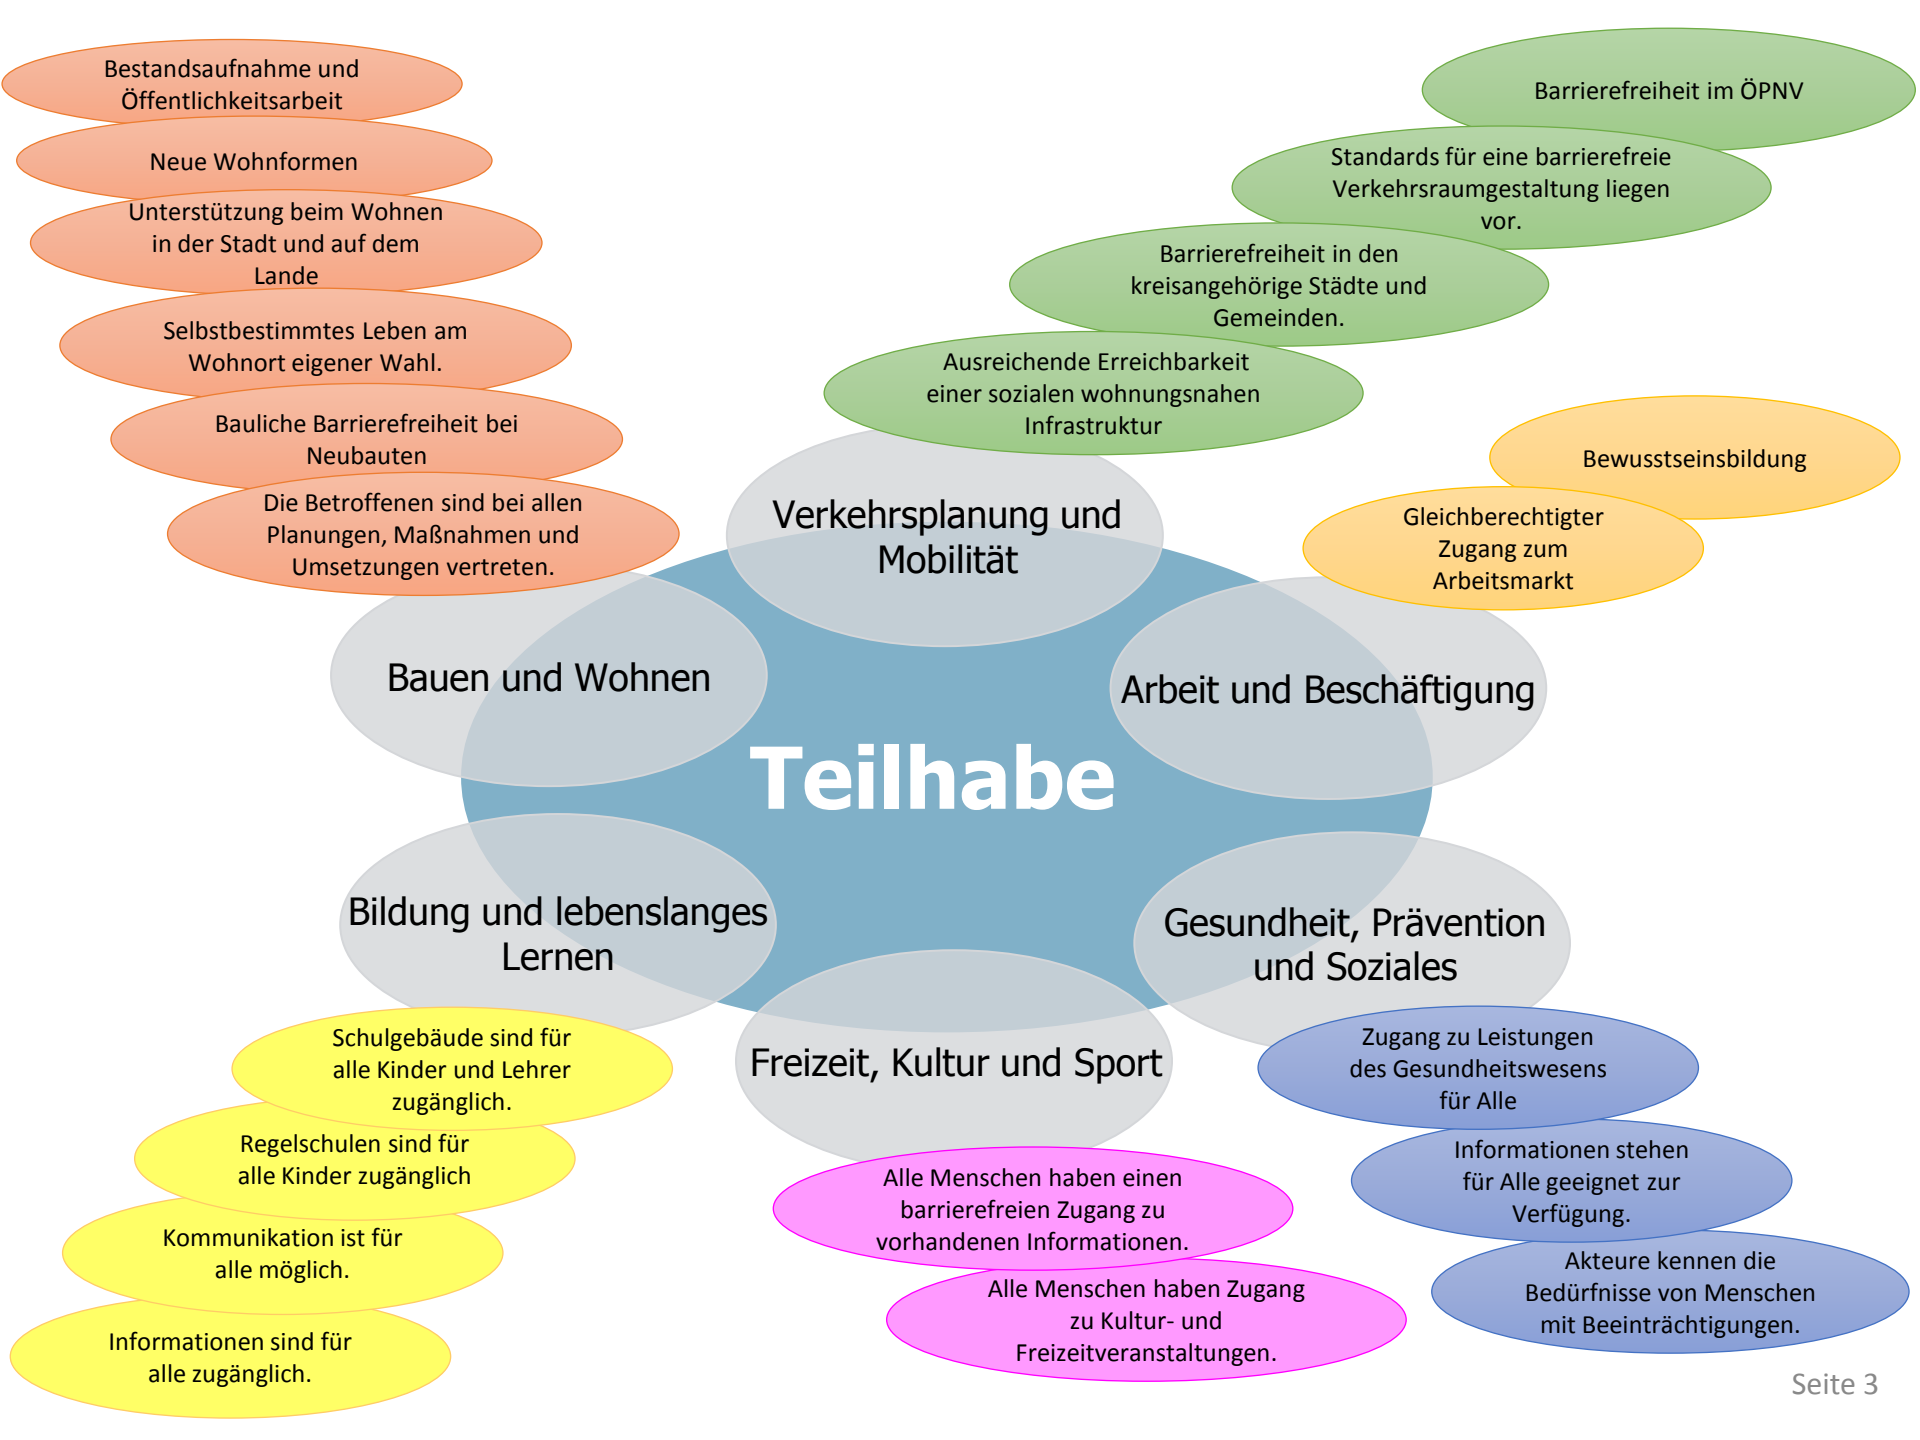 Bestandsaufnahme und
Öffentlichkeitsarbeit
Neue Wohnformen
Unterstützung beim Wohnen
in der Stadt und auf dem
Lande
Selbstbestimmtes Leben am
Wohnort eigener Wahl.
Bauliche Barrierefreiheit bei
Neubauten
Die Betroffenen sind bei allen
Planungen, Maßnahmen und
Umsetzungen vertreten.
Bauen und Wohnen
Barrierefreiheit im ÖPNV
Standards für eine barrierefreie
Verkehrsraumgestaltung liegen
vor.
Barrierefreiheit in den
kreisangehörige Städte und
Gemeinden.
Ausreichende Erreichbarkeit
einer sozialen wohnungsnahen
Infrastruktur
Verkehrsplanung und
Mobilität
Bewusstseinsbildung
Gleichberechtigter
Zugang zum
Arbeitsmarkt
Arbeit und Beschäftigung
Teilhabe
Bildung und lebenslanges
Lernen
Schulgebäude sind für
alle Kinder und Lehrer
zugänglich.
Regelschulen sind für
alle Kinder zugänglich
Kommunikation ist für
alle möglich.
Informationen sind für
alle zugänglich.
Freizeit, Kultur und Sport
Alle Menschen haben einen
barrierefreien Zugang zu
vorhandenen Informationen.
Alle Menschen haben Zugang
zu Kultur- und
Freizeitveranstaltungen.
Gesundheit, Prävention
und Soziales
Zugang zu Leistungen
des Gesundheitswesens
für Alle
Informationen stehen
für Alle geeignet zur
Verfügung.
Akteure kennen die
Bedürfnisse von Menschen
mit Beeinträchtigungen.
Seite 3